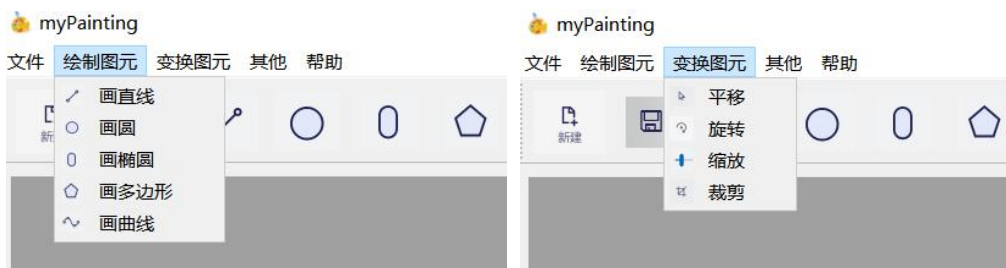 myPainting
文件 绘制图元 变换图元 其他 帮助
画直线
画圆
画椭圆
画多边形
画曲线
myPainting
文件 绘制图元 变换图元 其他 帮助
新建
平移
旋转
缩放
裁剪